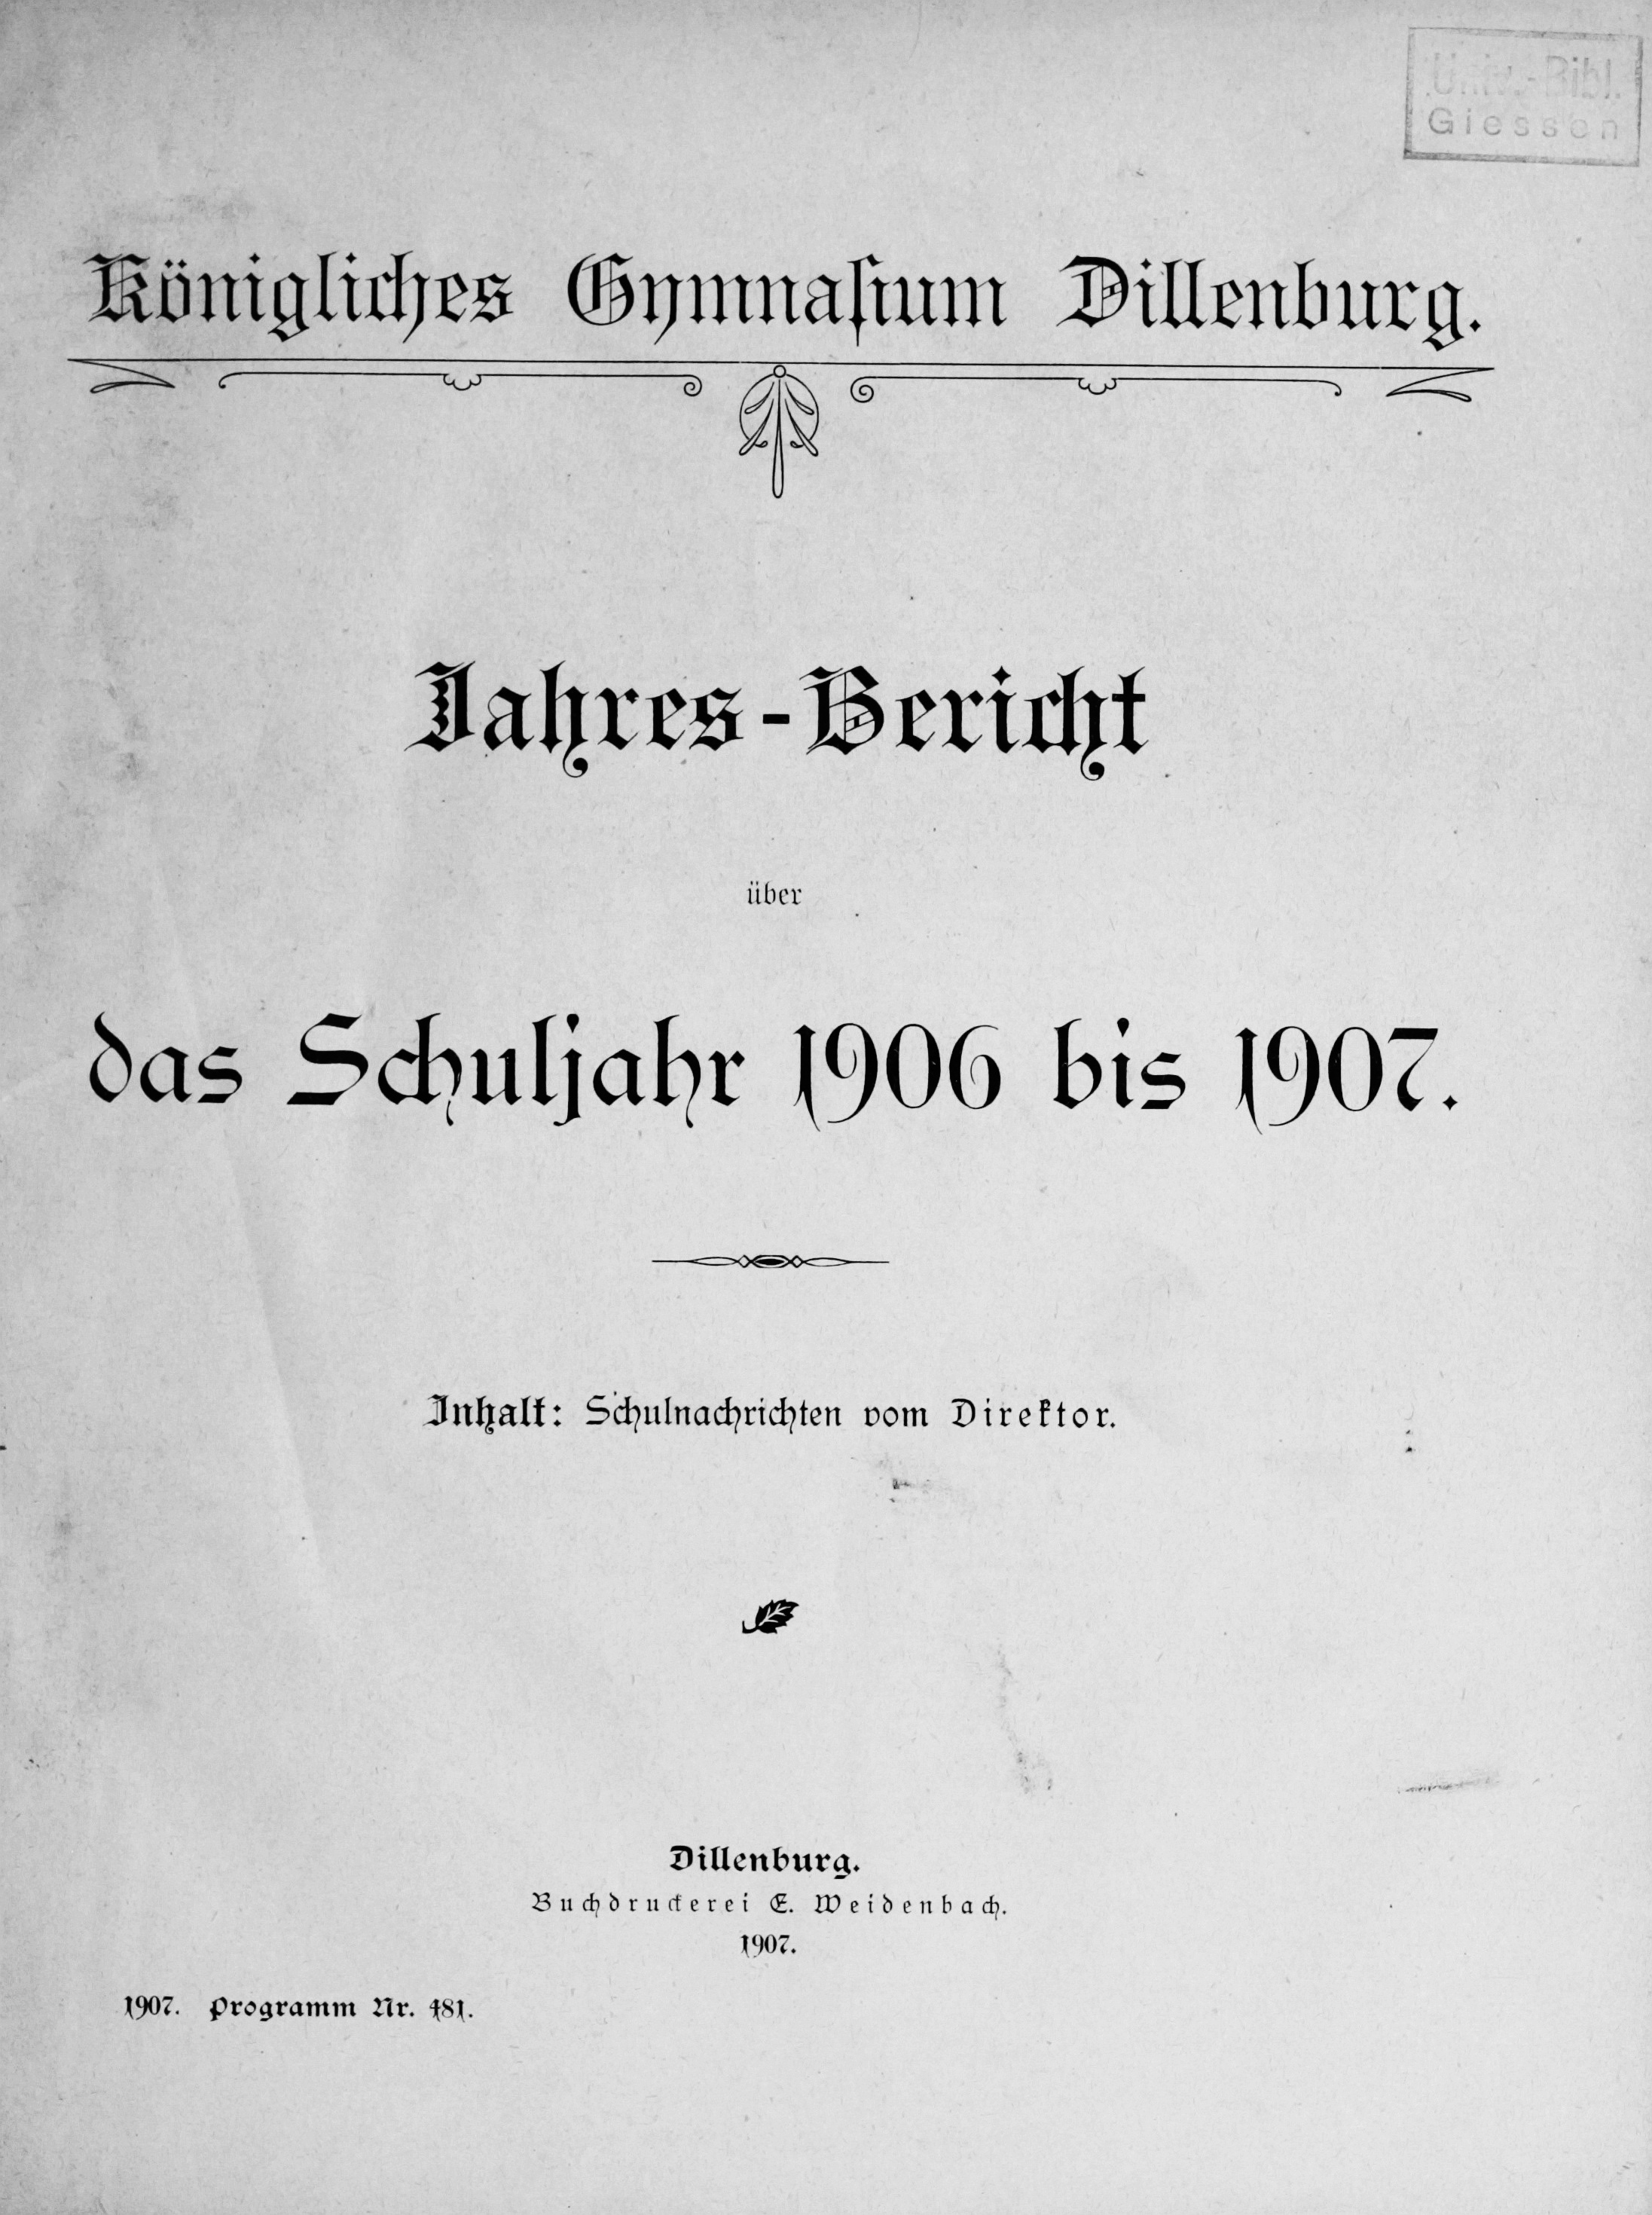 Univ.-Bibl.
Giessen
Königliches Gymnaſium Dillenburg.
Jahres-Bericht
über
das Schuljahr 1906 bis 1907.
Inhalt: Schulnachrichten vom Direktor.
Dillenburg.
Buchdruckerei E. Weidenbach.
1907.
1907. Programm Nr. 481.